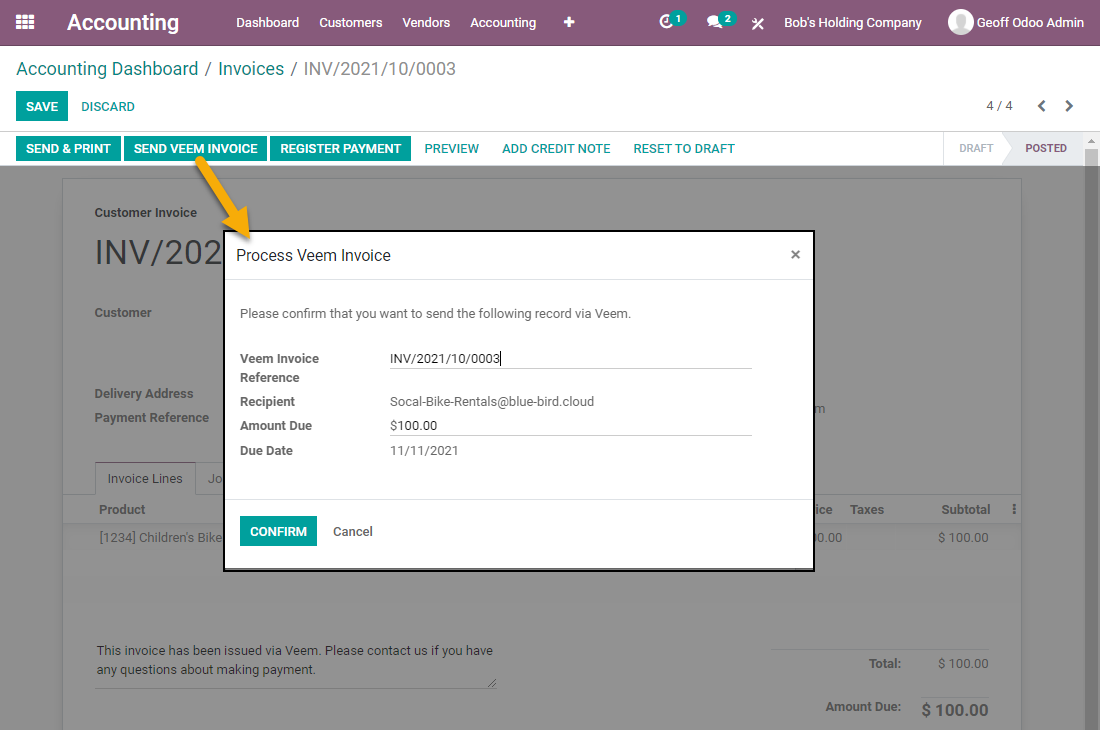 Accounting Dashboard Customers Vendors Accounting 1 2 Bob's Holding Company Geoff Odoo Admin
Accounting Dashboard / Invoices / INV/2021/10/0003
SAVE DISCARD 4 / 4
SEND & PRINT SEND VEEM INVOICE REGISTER PAYMENT PREVIEW ADD CREDIT NOTE RESET TO DRAFT DRAFT POSTED
Customer Invoice
INV/202
Process Veem Invoice ×
Customer
Please confirm that you want to send the following record via Veem.
Veem Invoice
Reference
INV/2021/10/0003
Recipient Socal-Bike-Rentals@blue-bird.cloud
Amount Due $100.00
Due Date 11/11/2021
Delivery Address
Payment Reference
m
Invoice Lines Jo
Product ice Taxes Subtotal
[1234] Children's Bike 00.00 $ 100.00
CONFIRM Cancel
This invoice has been issued via Veem. Please contact us if you have
any questions about making payment.
Total: $ 100.00
Amount Due: $ 100.00